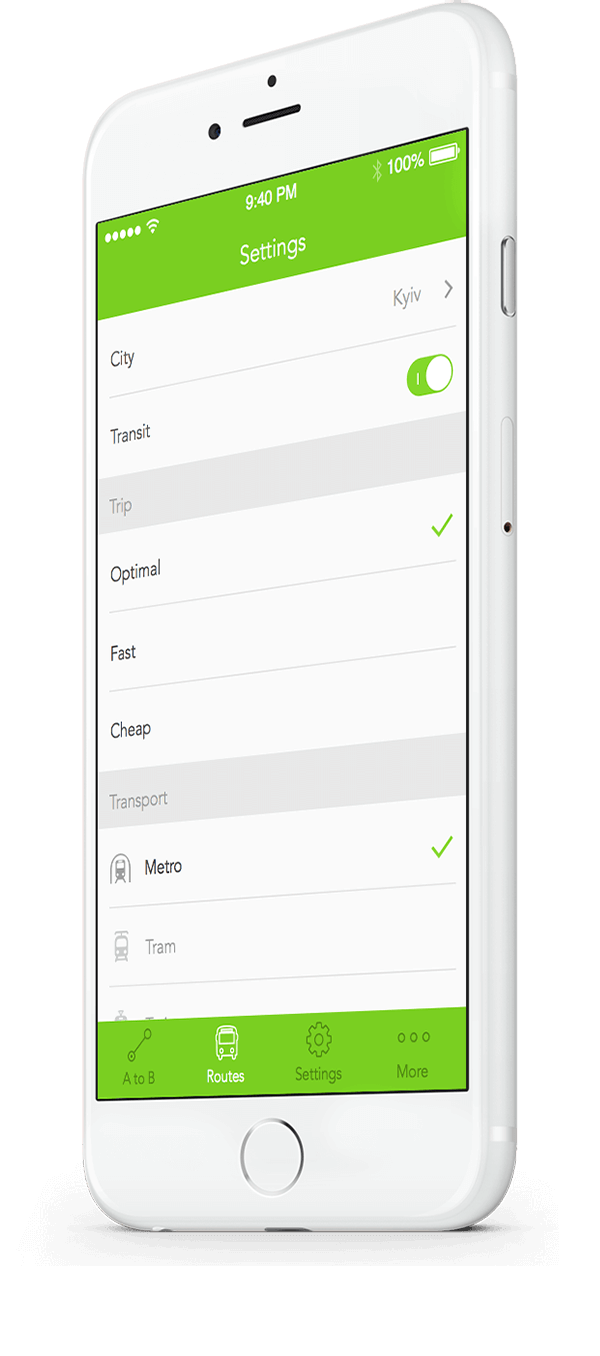 9:40 PM
100%
Settings
City
Kyiv
Transit
Trip
Optimal
Fast
Cheap
Transport
Metro
Tram
A to B
Routes
Settings
More